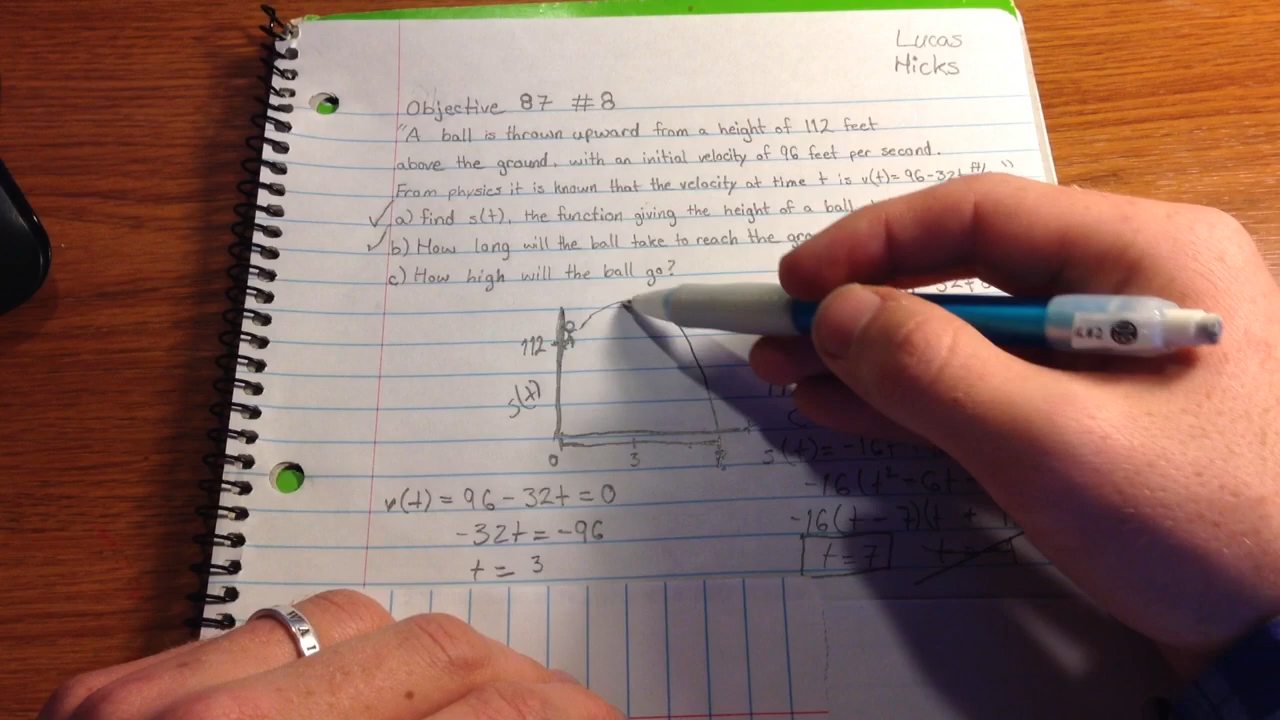 Lucas
Hicks
Objective 87 #8
"A ball is thrown upward from a height of 112 feet
above the ground, with an initial velocity of 96 feet per second.
From physics it is known that the velocity at time t is v(t)=96-32t ft/ "
a) find s(t), the function giving the height of a ball
b) How long will the ball take to reach the
c) How high will the ball go?
112
s(t)
0 3
s(t)=-16t
v(t) = 96 - 32t = 0
-16(t²-6t-
-32t = -96
-16(t-7)(t +
t = 3
t=7